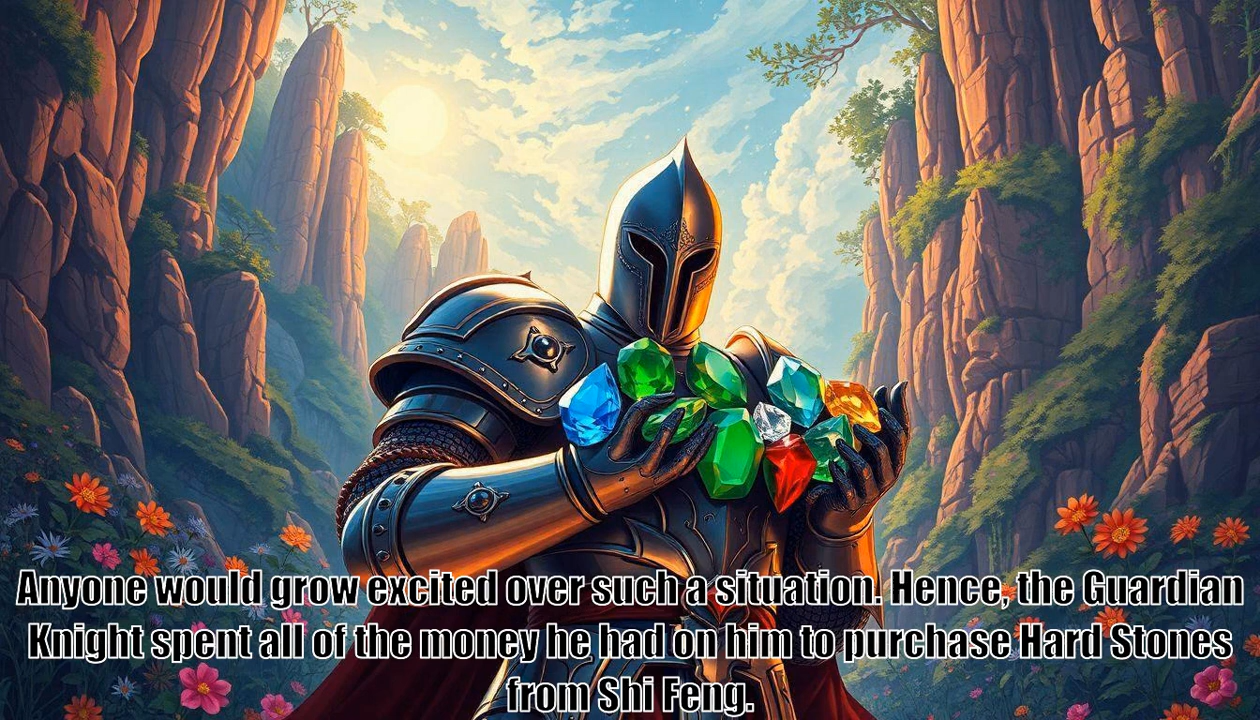 Anyone would grow excited over such a situation. Hence, the Guardian
Knight spent all of the money he had on him to purchase Hard Stones
from Shi Feng.